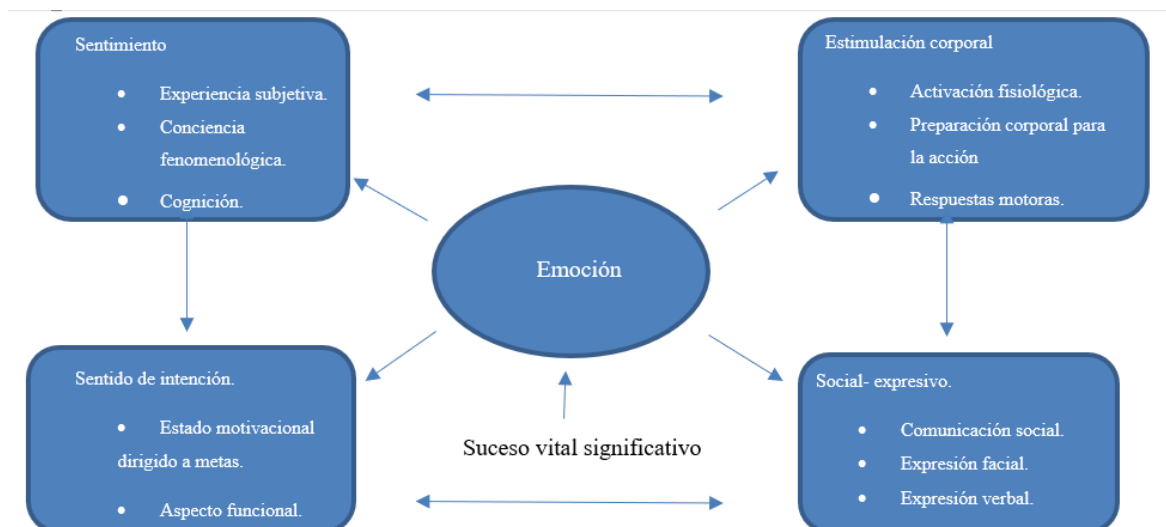 Sentimiento
• Experiencia subjetiva.
• Conciencia
fenomenológica.
• Cognición.
Estimulación corporal
• Activación fisiológica.
• Preparación corporal para
la acción
• Respuestas motoras.
Emoción
Sentido de intención.
• Estado motivacional
dirigido a metas.
• Aspecto funcional.
Suceso vital significativo
Social- expresivo.
• Comunicación social.
• Expresión facial.
• Expresión verbal.